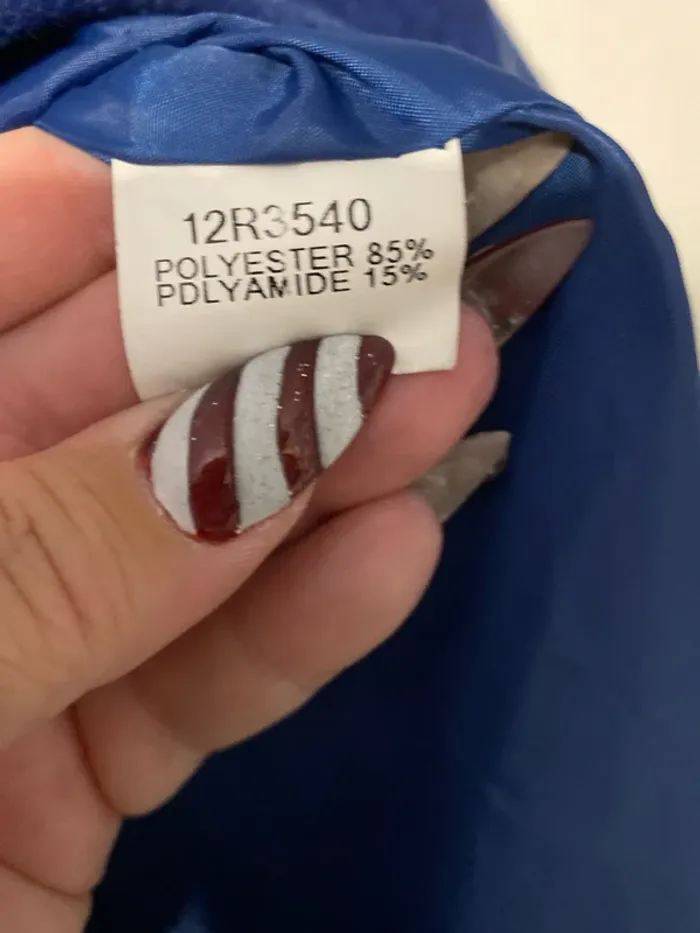 12R3540
POLYESTER 85%
PDLYAMIDE 15%